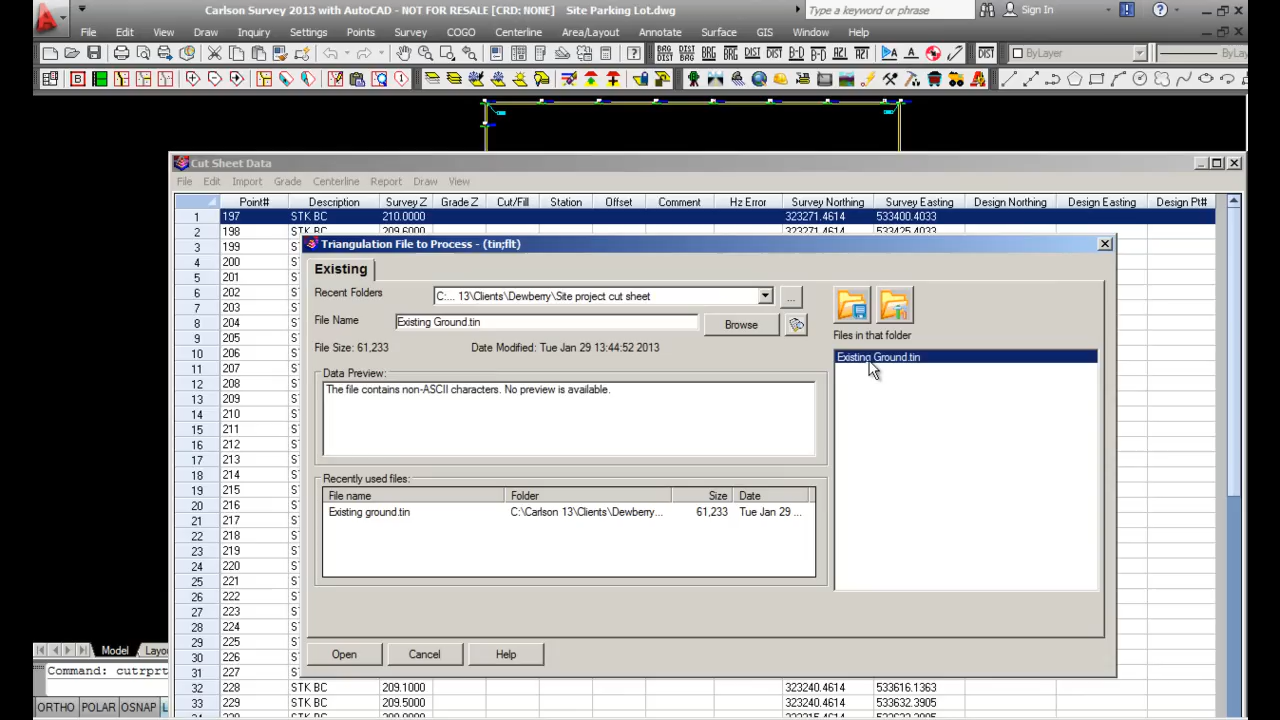 Carlson Survey 2013 with AutoCAD - NOT FOR RESALE [CRD: NONE] Site Parking Lot.dwg
Type a keyword or phrase
Sign In
File Edit View Draw Inquiry Settings Points Survey COGO Centerline Area/Layout Annotate Surface GIS Window Help
ByLayer
ByLayer
Cut Sheet Data
File Edit Import Grade Centerline Report Draw View
Point# Description Survey Z Grade Z Cut/Fill Station Offset Comment Hz Error Survey Northing Survey Easting Design Northing Design Easting Design Pt#
1 197 STK BC 210.0000 323271.4614 533400.4033
2 198 STK BC 209.6000 323271.4614 533425.4033
3 199
4 200
5 201
6 202
7 203
8 204
9 205
10 206
11 207
12 208
13 209
14 210
15 211
16 212
17 213
18 214
19 215
20 216
21 217
22 218
23 219
24 220
25 221
26 222
27 223
28 224
29 225
30 226
31 227
32 228 STK BC 209.1000 323240.4614 533616.1363
33 229 STK BC 209.5000 323240.4614 533632.3905
Triangulation File to Process - (tin;flt)
Existing
Recent Folders C:... 13\Clients\Dewberry\Site project cut sheet ...
File Name Existing Ground.tin Browse
File Size: 61,233 Date Modified: Tue Jan 29 13:44:52 2013
Data Preview:
The file contains non-ASCII characters. No preview is available.
Recently used files:
File name Folder Size Date
Existing ground.tin C:\Carlson 13\Clients\Dewberry... 61,233 Tue Jan 29 ...
Files in that folder
Existing Ground.tin
Open Cancel Help
Model Layou
Command: cutrprt
ORTHO POLAR OSNAP